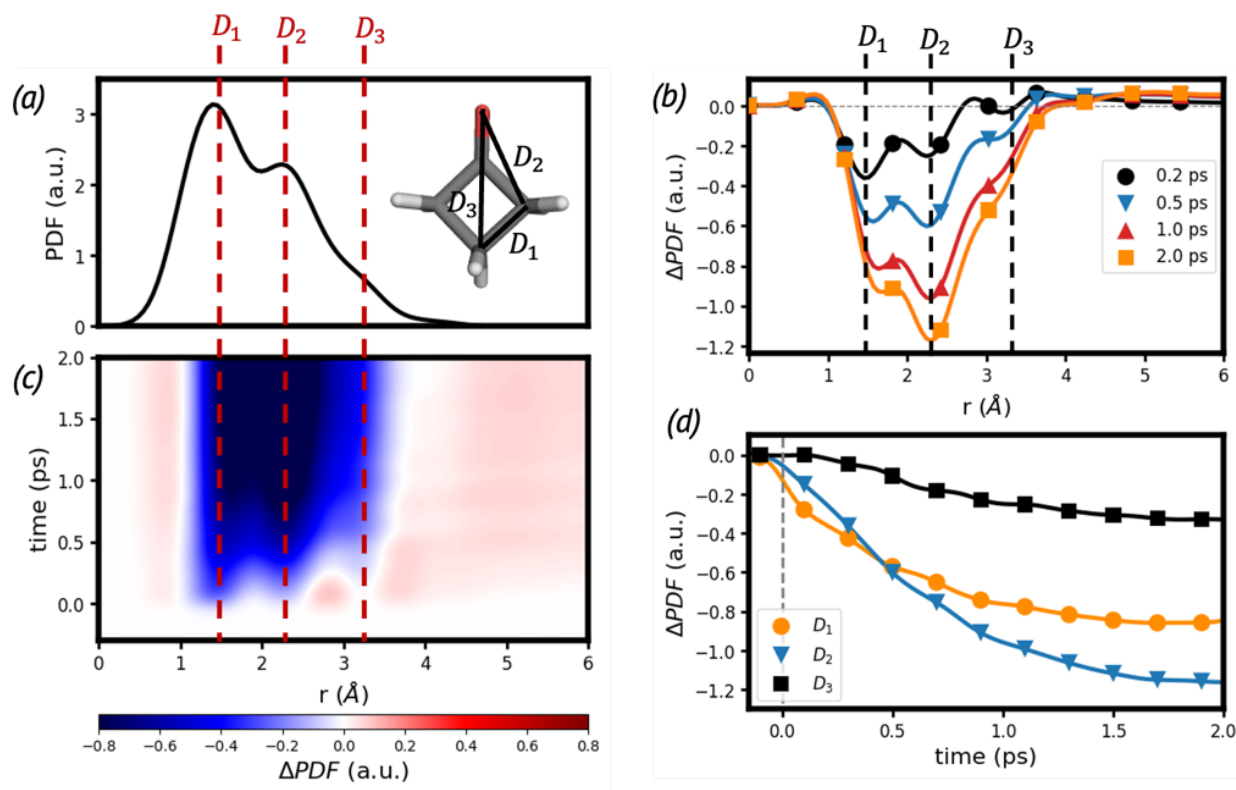 D₁ D₂ D₃
(a)
3
2
1
0
PDF (a.u.)
D₂
D₃
D₁
(c)
2.0
1.5
1.0
0.5
0.0
time (ps)
0 1 2 3 4 5 6
r (Å)
−0.8 −0.6 −0.4 −0.2 0.0 0.2 0.4 0.6 0.8
ΔPDF (a.u.)
D₁ D₂ D₃
(b)
0.0
−0.2
−0.4
−0.6
−0.8
−1.0
−1.2
ΔPDF (a.u.)
0.2 ps
0.5 ps
1.0 ps
2.0 ps
0 1 2 3 4 5 6
r (Å)
(d)
0.0
−0.2
−0.4
−0.6
−0.8
−1.0
−1.2
ΔPDF (a.u.)
D₁
D₂
D₃
0.0 0.5 1.0 1.5 2.0
time (ps)